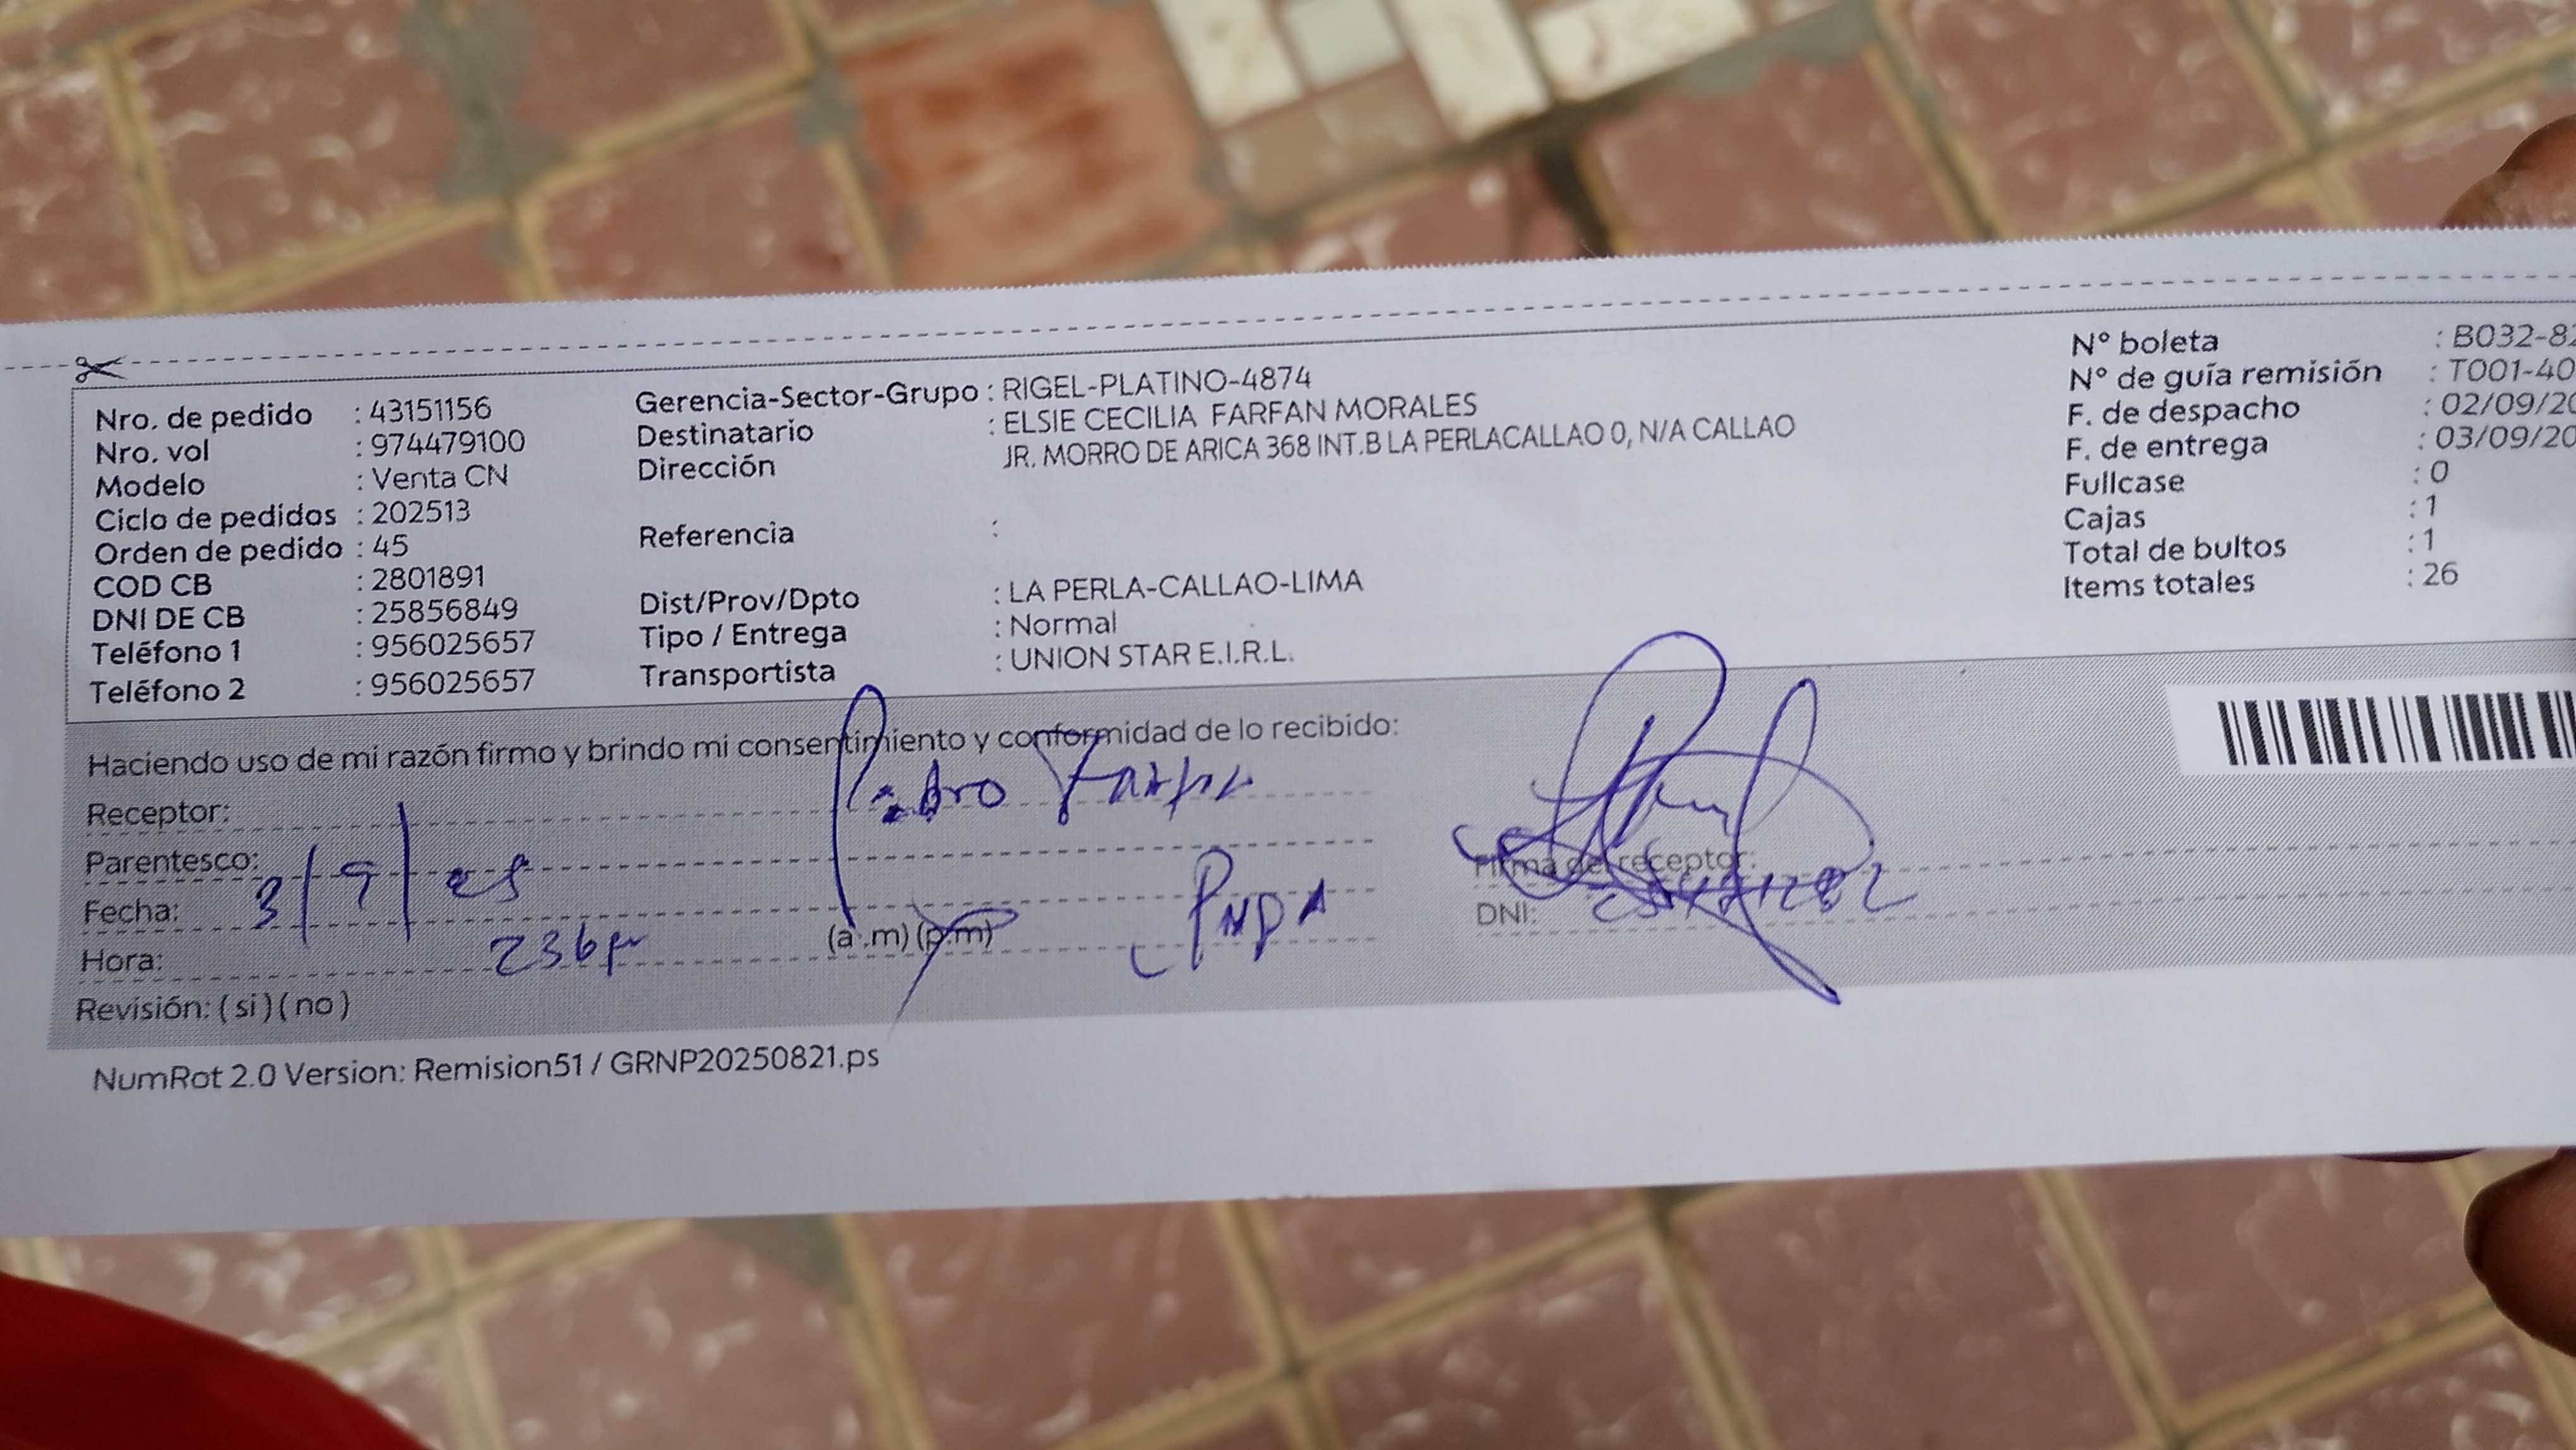 Nro. de pedido : 43151156
Nro. vol : 974479100
Modelo : Venta CN
Ciclo de pedidos : 202513
Orden de pedido : 45
COD CB : 2801891
DNI DE CB : 25856849
Teléfono 1 : 956025657
Teléfono 2 : 956025657
Gerencia-Sector-Grupo : RIGEL-PLATINO-4874
Destinatario : ELSIE CECILIA FARFAN MORALES
Dirección JR. MORRO DE ARICA 368 INT.B LA PERLACALLAO 0, N/A CALLAO
Referencia :
Dist/Prov/Dpto : LA PERLA-CALLAO-LIMA
Tipo / Entrega : Normal
Transportista : UNION STAR E.I.R.L.
N° boleta : B032-82
N° de guía remisión : T001-40
F. de despacho : 02/09/20
F. de entrega : 03/09/20
Fullcase : 0
Cajas : 1
Total de bultos : 1
Items totales : 26
Haciendo uso de mi razón firmo y brindo mi consentimiento y conformidad de lo recibido:
Receptor: Pedro Farfan
Parentesco:
Fecha: 3/9/25
Hora: 236 (a.m) (p.m)
Revisión: ( si ) ( no )
Firma del receptor:
DNI:
NumRot 2.0 Version: Remision51 / GRNP20250821.ps